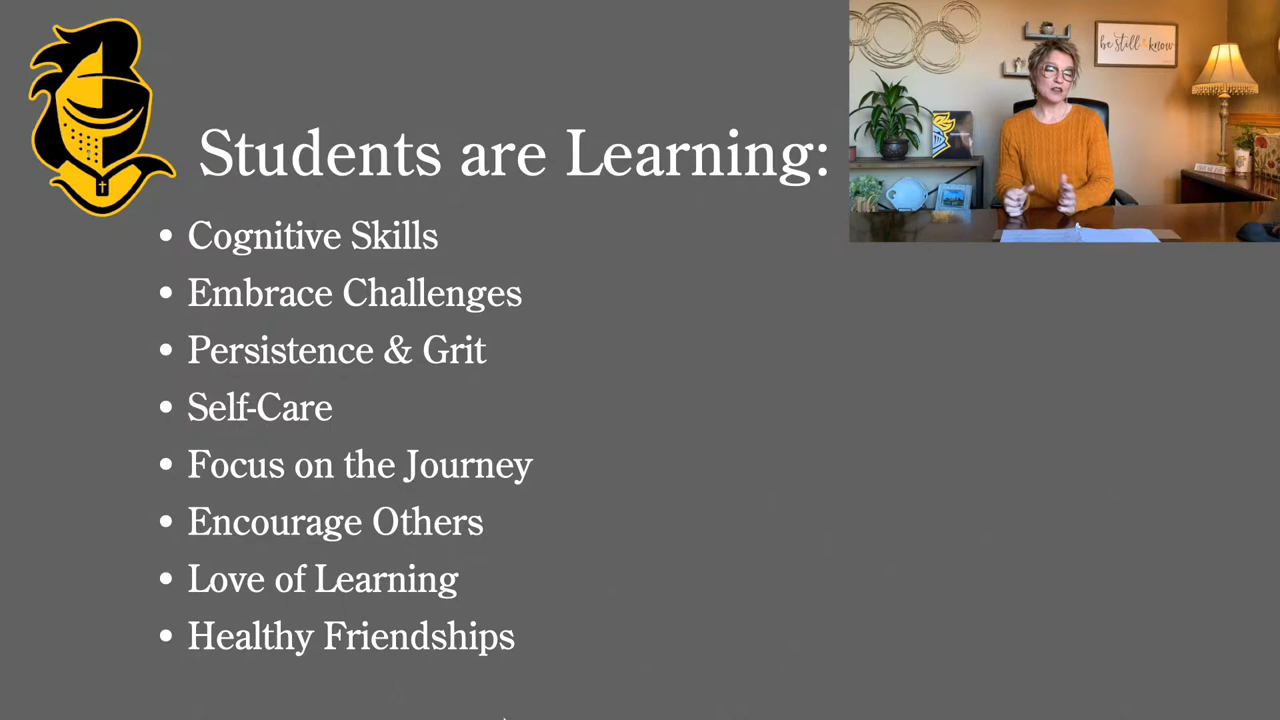 Students are Learning:
• Cognitive Skills
• Embrace Challenges
• Persistence & Grit
• Self-Care
• Focus on the Journey
• Encourage Others
• Love of Learning
• Healthy Friendships
be still & know